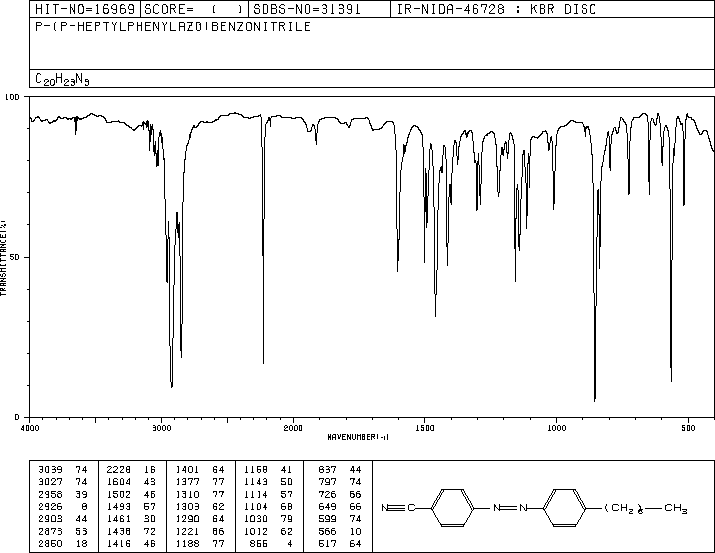 HIT-NO=16969 SCORE= ( ) SDBS-NO=31391 IR-NIDA-46728 : KBR DISC
P-(P-HEPTYLPHENYLAZO)BENZONITRILE
C20H23N3
100
50
0
TRANSMITTANCE(%)
4000 3000 2000 1500 1000 500
WAVENUMBER(-1)
3039 74 2228 16 1401 64 1158 41 837 44
3027 74 1604 43 1377 77 1143 50 797 74
2958 39 1502 46 1310 77 1114 57 726 66
2926 8 1493 57 1303 62 1104 68 649 66
2903 44 1461 30 1290 64 1030 79 599 74
2873 53 1438 72 1221 66 1012 62 566 10
2850 18 1416 46 1188 77 855 4 517 64
N C N N (CH2)6 CH3